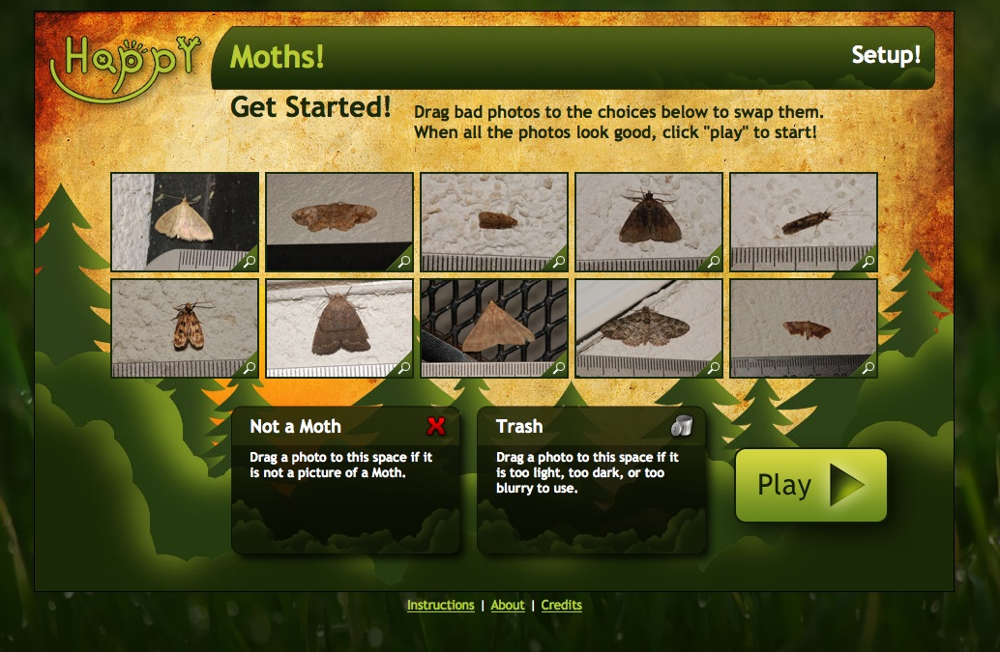 Happy
Moths!
Setup!
Get Started!
Drag bad photos to the choices below to swap them.
When all the photos look good, click "play" to start!
Not a Moth
Drag a photo to this space if it
is not a picture of a Moth.
Trash
Drag a photo to this space if it
is too light, too dark, or too
blurry to use.
Play
Instructions | About | Credits